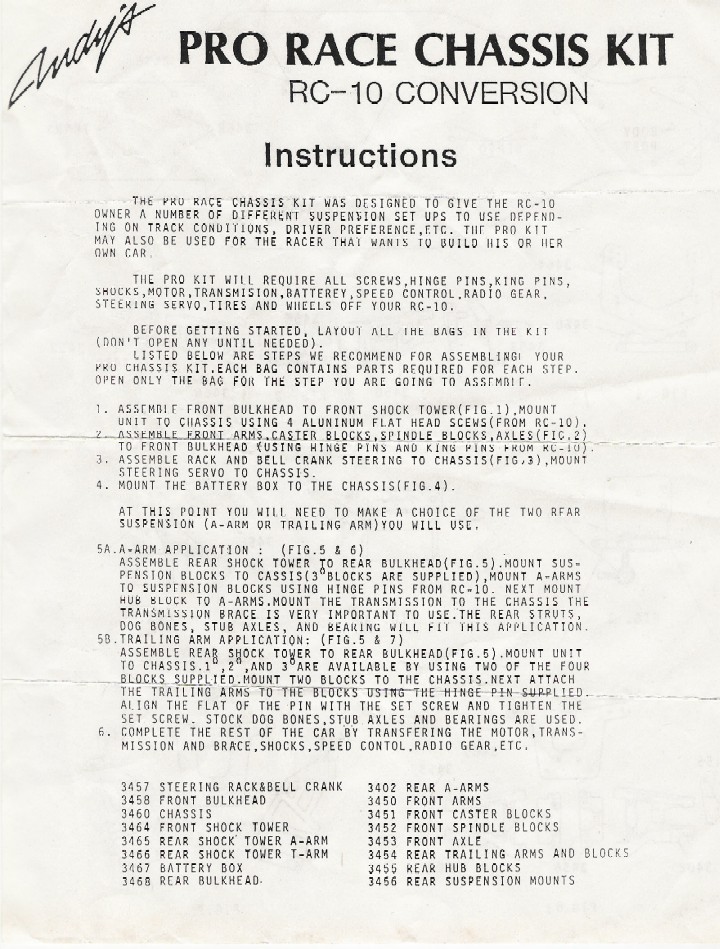 Andy's
PRO RACE CHASSIS KIT
RC-10 CONVERSION
Instructions
THE PRO RACE CHASSIS KIT WAS DESIGNED TO GIVE THE RC-10
OWNER A NUMBER OF DIFFERENT SUSPENSION SET UPS TO USE DEPEND-
ING ON TRACK CONDITIONS, DRIVER PREFERENCE,ETC. THE PRO KIT
MAY ALSO BE USED FOR THE RACER THAT WANTS TO BUILD HIS OR HER
OWN CAR.
THE PRO KIT WILL REQUIRE ALL SCREWS,HINGE PINS,KING PINS,
SHOCKS,MOTOR,TRANSMISION,BATTEREY,SPEED CONTROL,RADIO GEAR,
STEERING SERVO,TIRES AND WHEELS OFF YOUR RC-10.
BEFORE GETTING STARTED, LAYOUT ALL THE BAGS IN THE KIT
(DON'T OPEN ANY UNTIL NEEDED).
LISTED BELOW ARE STEPS WE RECOMMEND FOR ASSEMBLING YOUR
PRO CHASSIS KIT.EACH BAG CONTAINS PARTS REQUIRED FOR EACH STEP.
OPEN ONLY THE BAG FOR THE STEP YOU ARE GOING TO ASSEMBLE.
1. ASSEMBLE FRONT BULKHEAD TO FRONT SHOCK TOWER(FIG.1),MOUNT
UNIT TO CHASSIS USING 4 ALUNINUM FLAT HEAD SCEWS(FROM RC-10).
2. ASSEMBLE FRONT ARMS,CASTER BLOCKS,SPINDLE BLOCKS,AXLES(FIG.2)
TO FRONT BULKHEAD (USING HINGE PINS AND KING PINS FROM RC-10).
3. ASSEMBLE RACK AND BELL CRANK STEERING TO CHASSIS(FIG.3),MOUNT
STEERING SERVO TO CHASSIS.
4. MOUNT THE BATTERY BOX TO THE CHASSIS(FIG.4).
AT THIS POINT YOU WILL NEED TO MAKE A CHOICE OF THE TWO REAR
SUSPENSION (A-ARM OR TRAILING ARM)YOU WILL USE.
5A.A-ARM APPLICATION : (FIG.5 & 6)
ASSEMBLE REAR SHOCK TOWER TO REAR BULKHEAD(FIG.5).MOUNT SUS-
PENSION BLOCKS TO CASSIS(3°BLOCKS ARE SUPPLIED),MOUNT A-ARMS
TO SUSPENSION BLOCKS USING HINGE PINS FROM RC-10. NEXT MOUNT
HUB BLOCK TO A-ARMS.MOUNT THE TRANSMISSION TO THE CHASSIS THE
TRANSMISSION BRACE IS VERY IMPORTANT TO USE.THE REAR STRUTS,
DOG BONES, STUB AXLES, AND BEARING WILL FIT THIS APPLICATION.
5B.TRAILING ARM APPLICATION: (FIG.5 & 7)
ASSEMBLE REAR SHOCK TOWER TO REAR BULKHEAD(FIG.5).MOUNT UNIT
TO CHASSIS.1°,2°,AND 3°ARE AVAILABLE BY USING TWO OF THE FOUR
BLOCKS SUPPLIED.MOUNT TWO BLOCKS TO THE CHASSIS.NEXT ATTACH
THE TRAILING ARMS TO THE BLOCKS USING THE HINGE PIN SUPPLIED.
ALIGN THE FLAT OF THE PIN WITH THE SET SCREW AND TIGHTEN THE
SET SCREW. STOCK DOG BONES,STUB AXLES AND BEARINGS ARE USED.
6. COMPLETE THE REST OF THE CAR BY TRANSFERING THE MOTOR,TRANS-
MISSION AND BRACE,SHOCKS,SPEED CONTOL,RADIO GEAR,ETC.
3457 STEERING RACK&BELL CRANK
3458 FRONT BULKHEAD
3460 CHASSIS
3464 FRONT SHOCK TOWER
3465 REAR SHOCK TOWER A-ARM
3466 REAR SHOCK TOWER T-ARM
3467 BATTERY BOX
3468 REAR BULKHEAD
3402 REAR A-ARMS
3450 FRONT ARMS
3451 FRONT CASTER BLOCKS
3452 FRONT SPINDLE BLOCKS
3453 FRONT AXLE
3454 REAR TRAILING ARMS AND BLOCKS
3455 REAR HUB BLOCKS
3456 REAR SUSPENSION MOUNTS